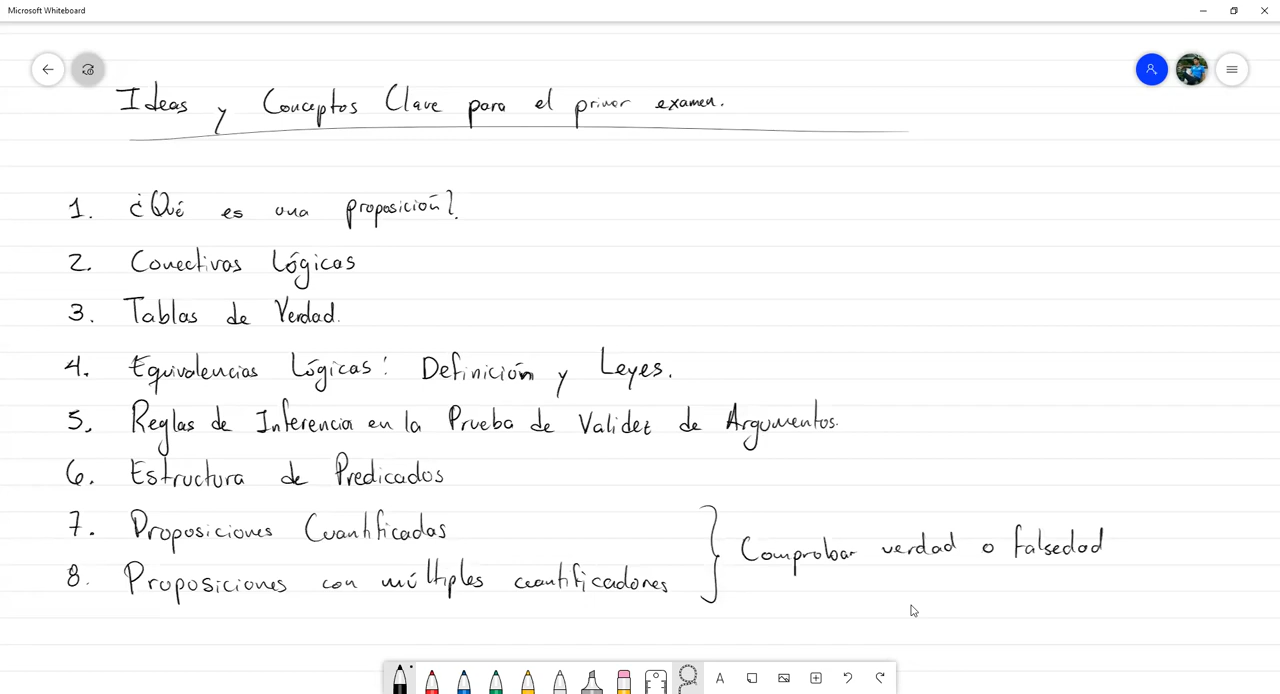 Microsoft Whiteboard
Ideas y Conceptos Clave para el primer examen.
1. ¿Qué es una proposición?.
2. Conectivas Lógicas
3. Tablas de Verdad.
4. Equivalencias Lógicas: Definición y Leyes.
5. Reglas de Inferencia en la Prueba de Validez de Argumentos.
6. Estructura de Predicados
7. Proposiciones Cuantificadas
8. Proposiciones con múltiples cuantificadores
Comprobar verdad o falsedad
A